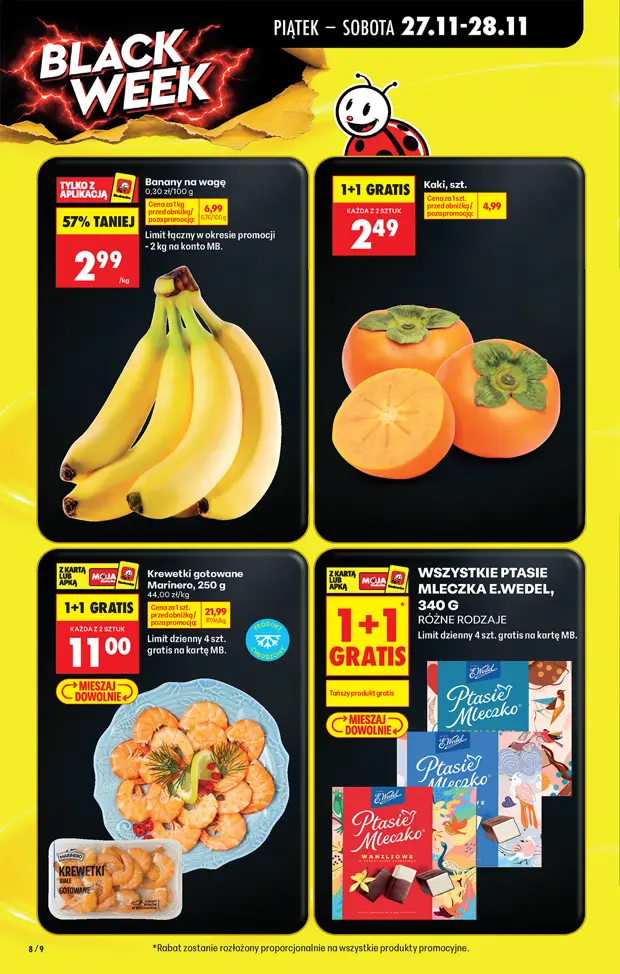 BLACK
WEEK
PIĄTEK – SOBOTA 27.11-28.11
TYLKO Z
APLIKACJĄ
57% TANIEJ
2 99
/kg
Banany na wagę
0,30 zł/100 g
Cena za 1 kg
przed obniżką/
poza promocją:
6,99
0,70/100 g
Limit łączny w okresie promocji
- 2 kg na konto MB.
1+1 GRATIS
KAŻDA Z 2 SZTUK
2 49
Kaki, szt.
Cena za 1 szt.
przed obniżką/
poza promocją:
4,99
Z KARTĄ
LUB
APKĄ
MOJA
1+1 GRATIS
KAŻDA Z 2 SZTUK
11 00
MIESZAJ
DOWOLNIE
Krewetki gotowane
Marinero, 250 g
44,00 zł/kg
Cena za 1 szt.
przed obniżką/
poza promocją:
21,99
87,96/kg
Limit dzienny 4 szt.
gratis na kartę MB.
PRODUKT
CHŁODZONY
MARINERO
KREWETKI
BIAŁE
GOTOWANE
Z KARTĄ
LUB
APKĄ
MOJA
1+1*
GRATIS
Tańszy produkt gratis
MIESZAJ
DOWOLNIE
WSZYSTKIE PTASIE
MLECZKA E.WEDEL,
340 G
RÓŻNE RODZAJE
Limit dzienny 4 szt. gratis na kartę MB.
E.Wedel
Ptasie
Mleczko
E.Wedel
Ptasie
Mleczko
E.Wedel
Ptasie
Mleczko
WANILIOWE
8/9
*Rabat zostanie rozłożony proporcjonalnie na wszystkie produkty promocyjne.